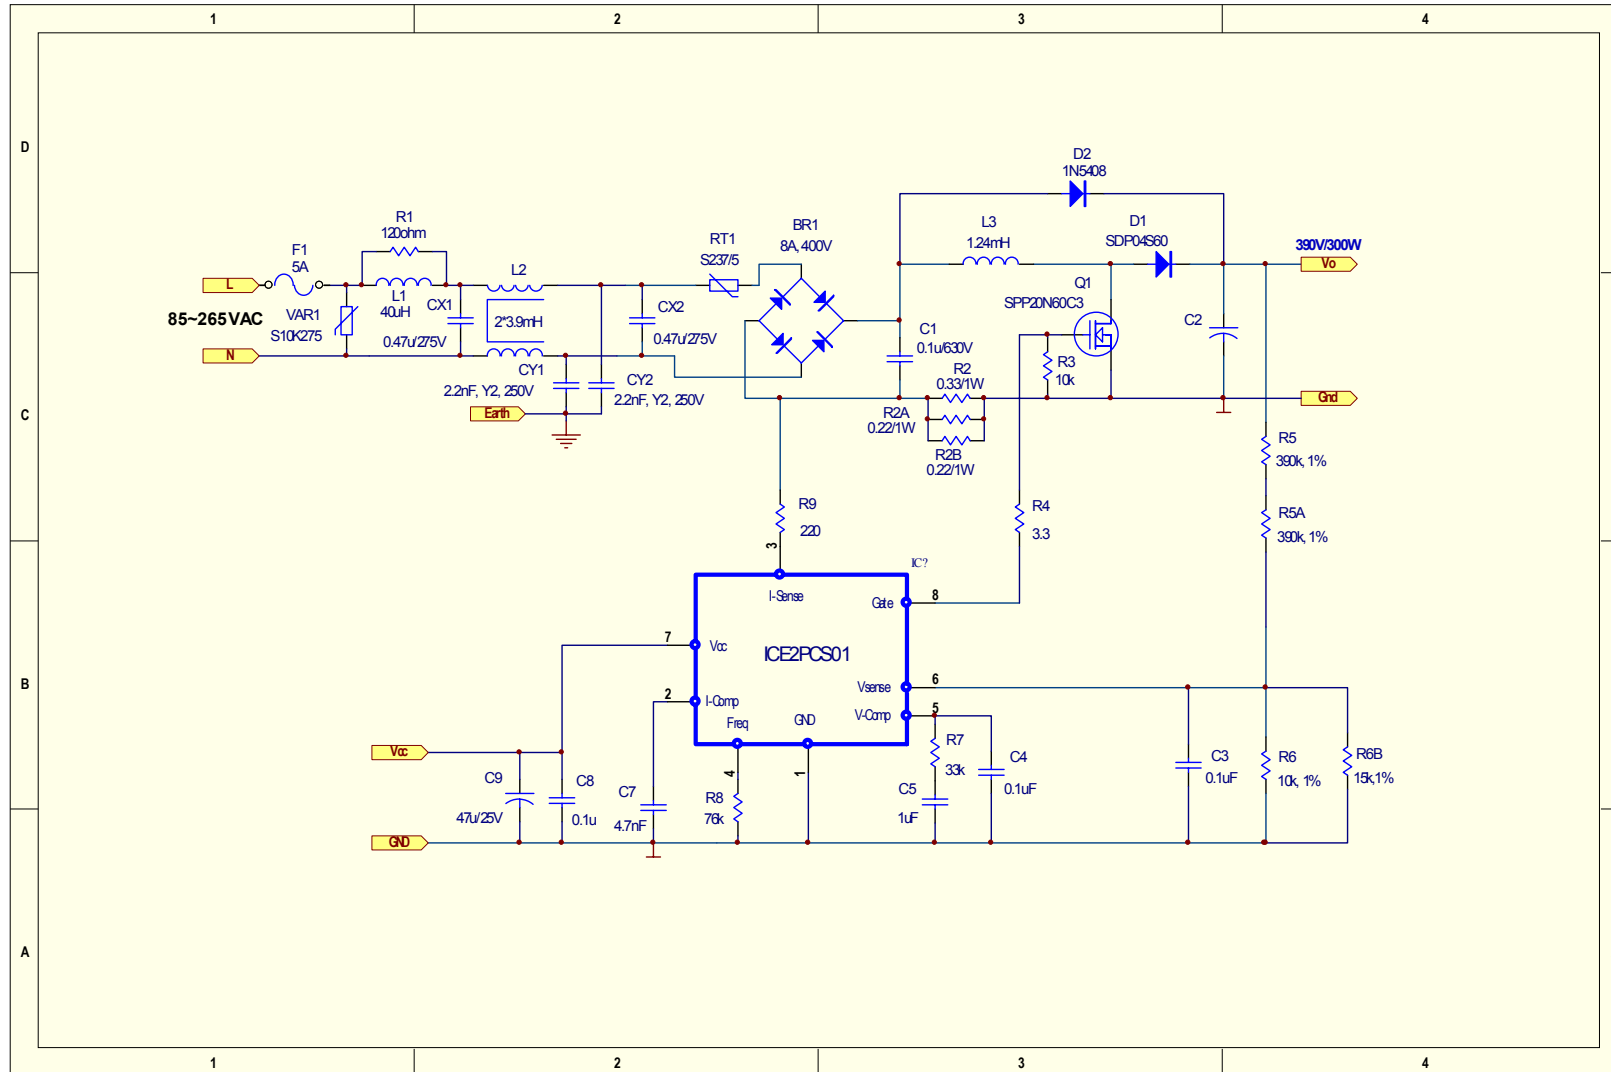 1 2 3 4
D
C
B
A
D2
1N5408
L3
1.24mH
D1
SDP04S60
390V/300W
Vo
BR1
8A, 400V
RT1
S237/5
R1
120ohm
F1
5A
L
L1
40uH
L2
2*3.9mH
CX1
0.47u/275V
CX2
0.47u/275V
85~265VAC
VAR1
S10K275
N
CY1
2.2nF, Y2, 250V
CY2
2.2nF, Y2, 250V
Earth
Q1
SPP20N60C3
C2
C1
0.1u/630V
R2
0.33/1W
R2A
0.22/1W
R2B
0.22/1W
R3
10k
Gnd
R5
390k, 1%
R5A
390k, 1%
R9
220
R4
3.3
3
IC?
I-Sense
Gate
8
7
Vcc
ICE2PCS01
Vsense
6
2
I-Comp
V-Comp
5
Freq
GND
4
1
Vcc
C9
47u/25V
C8
0.1u
C7
4.7nF
R8
76k
R7
33k
C5
1uF
C4
0.1uF
C3
0.1uF
R6
10k, 1%
R6B
15k,1%
GND
1 2 3 4